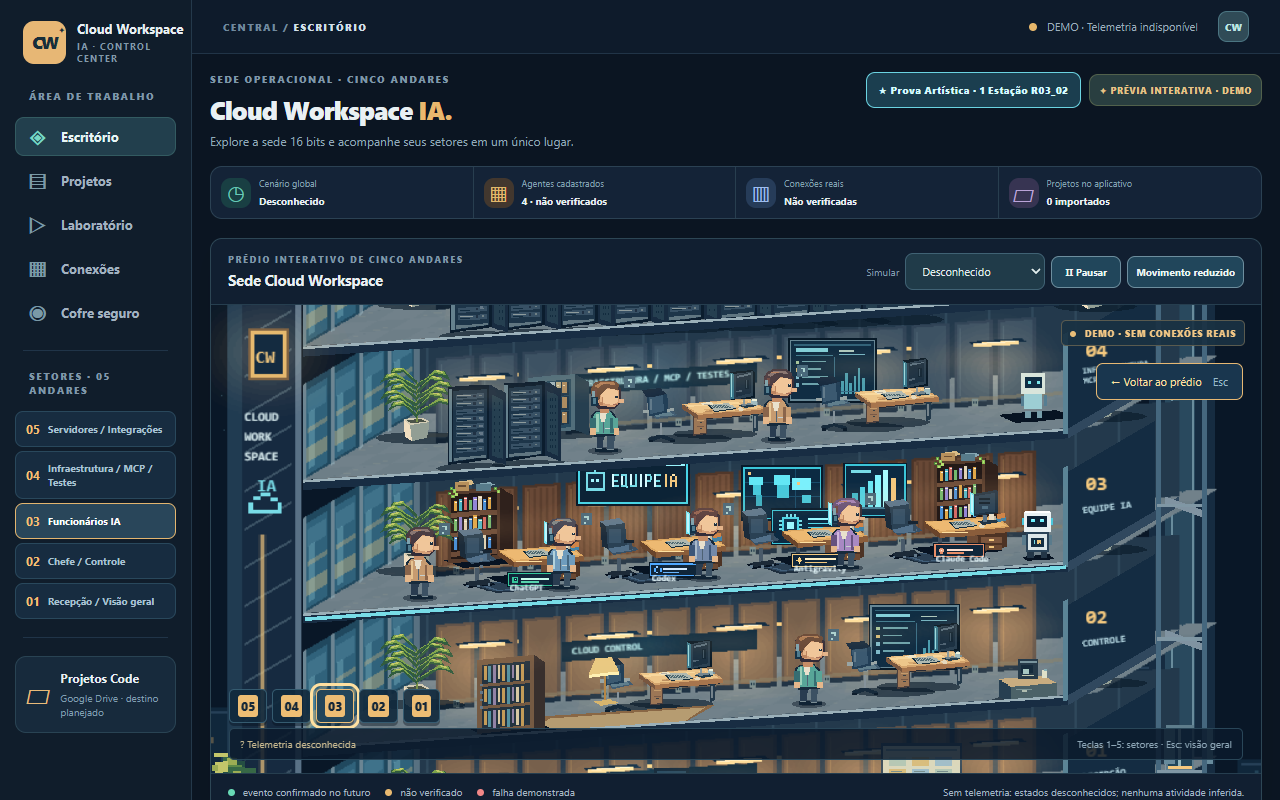 CW
Cloud Workspace
IA · CONTROL
CENTER
ÁREA DE TRABALHO
Escritório
Projetos
Laboratório
Conexões
Cofre seguro
SETORES · 05
ANDARES
05 Servidores / Integrações
04 Infraestrutura / MCP /
Testes
03 Funcionários IA
02 Chefe / Controle
01 Recepção / Visão geral
Projetos Code
Google Drive · destino
planejado
CENTRAL / ESCRITÓRIO
DEMO · Telemetria indisponível
CW
SEDE OPERACIONAL · CINCO ANDARES
Cloud Workspace IA.
Explore a sede 16 bits e acompanhe seus setores em um único lugar.
★ Prova Artística · 1 Estação R03_02
✦ PRÉVIA INTERATIVA · DEMO
Cenário global
Desconhecido
Agentes cadastrados
4 · não verificados
Conexões reais
Não verificadas
Projetos no aplicativo
0 importados
PRÉDIO INTERATIVO DE CINCO ANDARES
Sede Cloud Workspace
Simular
Desconhecido
II Pausar
Movimento reduzido
DEMO · SEM CONEXÕES REAIS
← Voltar ao prédio Esc
CW
CLOUD
WORK
SPACE
IA
/ MCP / TESTES
04
EQUIPE IA
03
EQUIPE IA
ChatGPT
Codex
Antigravity
Claude Code
02
CONTROLE
CLOUD CONTROL
05
04
03
02
01
? Telemetria desconhecida
Teclas 1–5: setores · Esc: visão geral
evento confirmado no futuro
não verificado
falha demonstrada
Sem telemetria: estados desconhecidos; nenhuma atividade inferida.